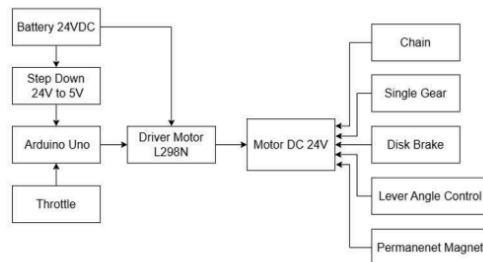 Battery 24VDC
Chain
Step Down
24V to 5V
Single Gear
Arduino Uno
Driver Motor
L298N
Motor DC 24V
Disk Brake
Throttle
Lever Angle Control
Permanenet Magnet